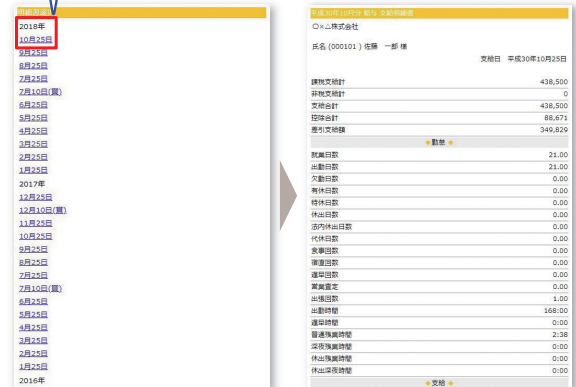 明細選択
2018年
10月25日
9月25日
8月25日
7月25日
7月10日(賞)
6月25日
5月25日
4月25日
3月25日
2月25日
1月25日
2017年
12月25日
12月10日(賞)
11月25日
10月25日
9月25日
8月25日
7月25日
7月10日(賞)
6月25日
5月25日
4月25日
3月25日
2月25日
1月25日
2016年
平成30年10月分 給与 支給明細書
○×△株式会社
氏名 (000101 ) 佐藤 一郎 様
支給日 平成30年10月25日
課税支給計 438,500
非税支給計 0
支給合計 438,500
控除合計 88,671
差引支給額 349,829
◆勤怠◆
就業日数 21.00
出勤日数 21.00
欠勤日数 0.00
有休日数 0.00
特休日数 0.00
休出日数 0.00
法内休出日数 0.00
代休日数 0.00
食事回数 0.00
宿直回数 0.00
遅早回数 0.00
営業査定 0.00
出張回数 1.00
出勤時間 168:00
遅早時間 0:00
普通残業時間 2:38
深夜残業時間 0:00
休出残業時間 0:00
休出深夜時間 0:00
◆支給◆